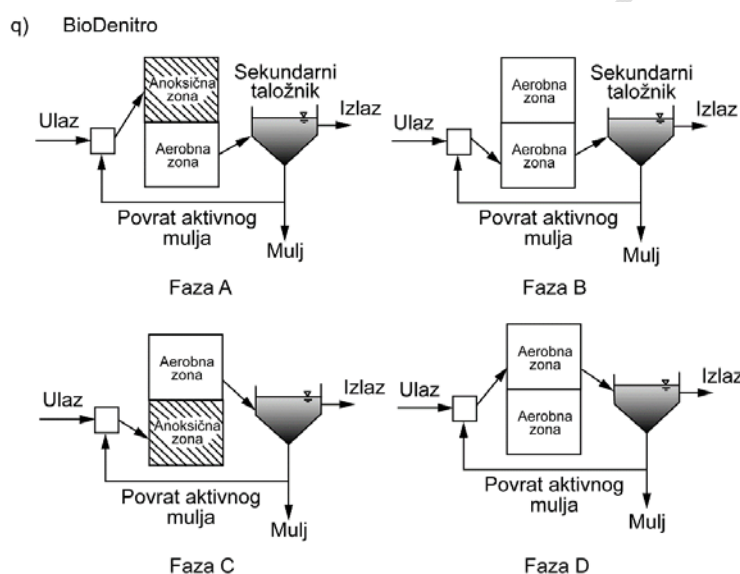 q) BioDenitro
Sekundarni
taložnik
Anoksična
zona
Ulaz
Izlaz
Aerobna
zona
Povrat aktivnog
mulja
Mulj
Faza A
Sekundarni
taložnik
Aerobna
zona
Ulaz
Izlaz
Aerobna
zona
Povrat aktivnog
mulja
Mulj
Faza B
Aerobna
zona
Ulaz
Izlaz
Anoksična
zona
Povrat aktivnog
mulja
Mulj
Faza C
Aerobna
zona
Ulaz
Izlaz
Aerobna
zona
Povrat aktivnog
mulja
Mulj
Faza D